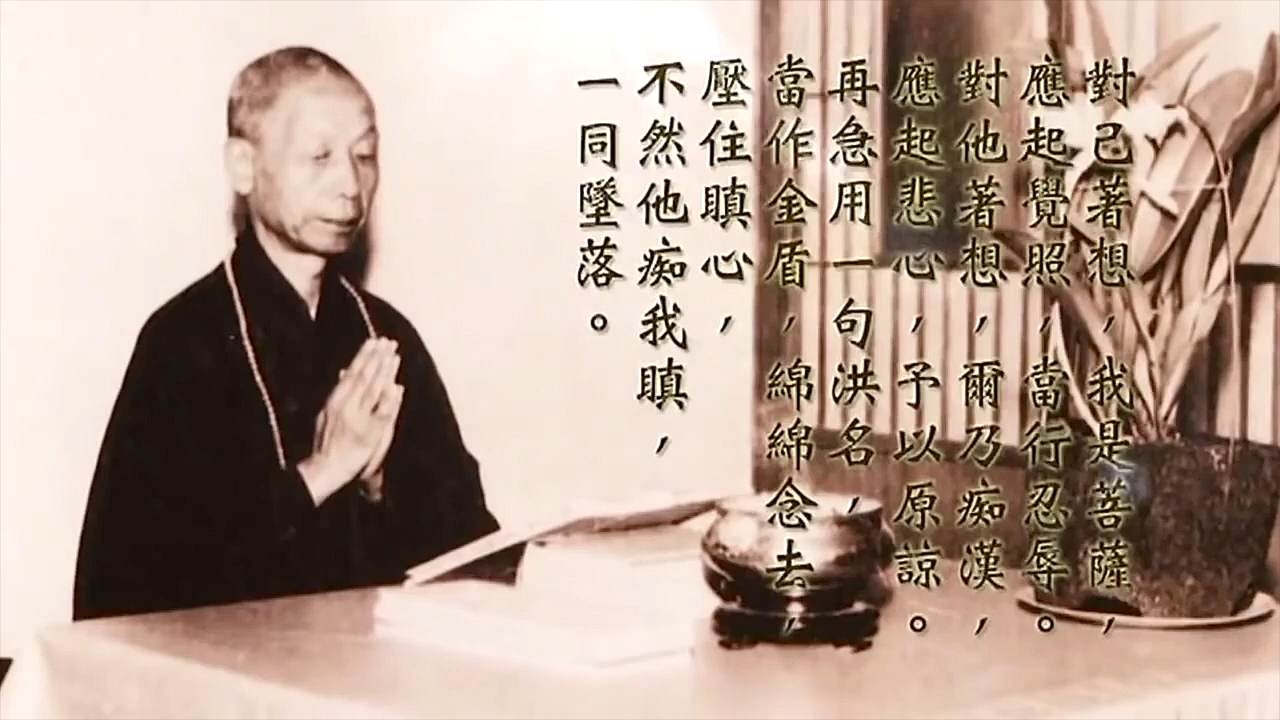 對己著想，我是菩薩，
應起覺照，當行忍辱。
對他著想，爾乃痴漢，
應起悲心，予以原諒。
再急用一句洪名，
當作金盾，綿綿念去，
壓住瞋心，
不然他痴我瞋，
一同墜落。